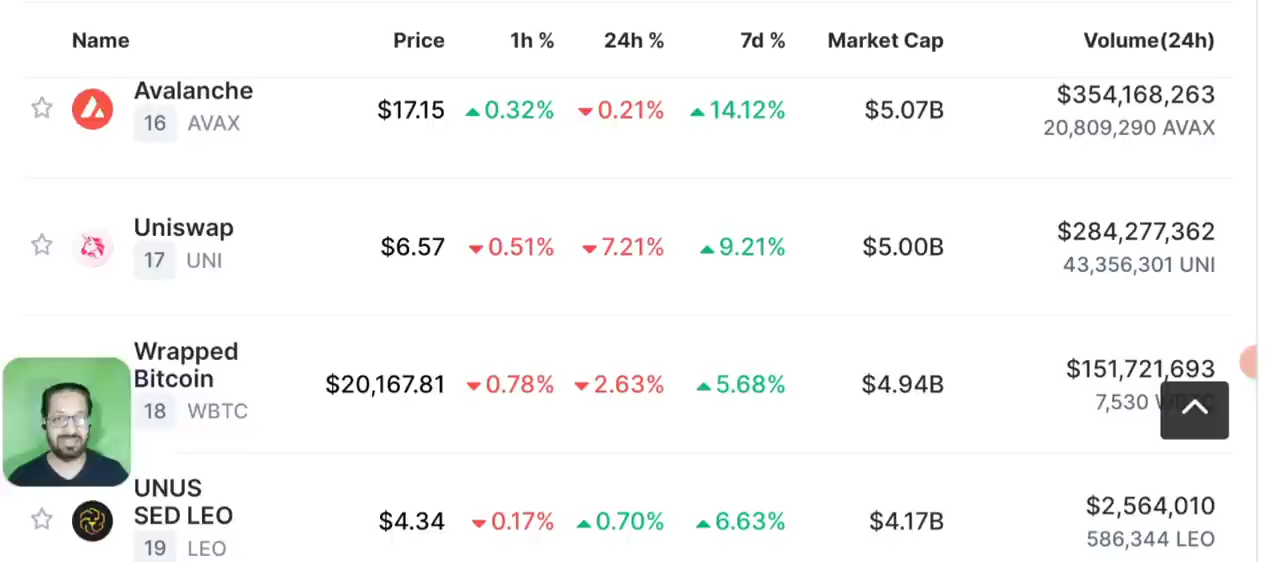 Name Price 1h % 24h % 7d % Market Cap Volume(24h)
Avalanche
16 AVAX
$17.15 ▲0.32% ▼0.21% ▲14.12% $5.07B $354,168,263
20,809,290 AVAX
Uniswap
17 UNI
$6.57 ▼0.51% ▼7.21% ▲9.21% $5.00B $284,277,362
43,356,301 UNI
Wrapped
Bitcoin
18 WBTC
$20,167.81 ▼0.78% ▼2.63% ▲5.68% $4.94B $151,721,693
7,530 WBTC
UNUS
SED LEO
19 LEO
$4.34 ▼0.17% ▲0.70% ▲6.63% $4.17B $2,564,010
586,344 LEO